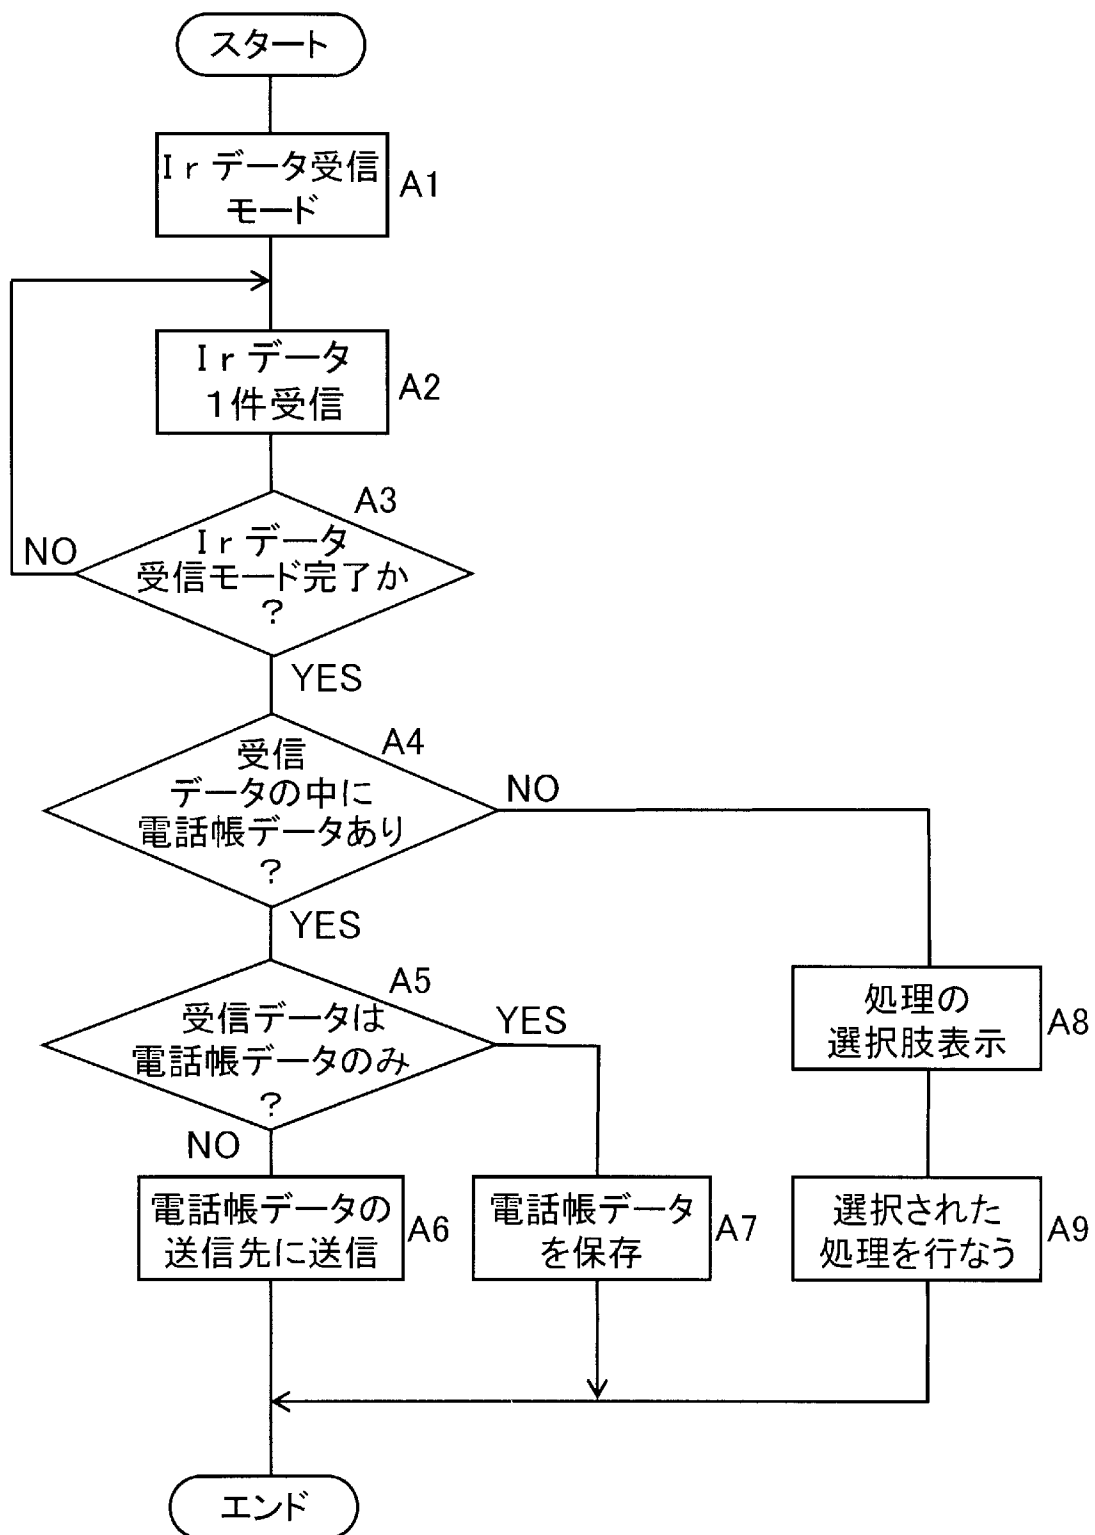 スタート
Ir データ受信
モード
A1
Ir データ
1件受信
A2
A3
Ir データ
受信モード完了か
?
NO
YES
A4
受信
データの中に
電話帳データあり
?
NO
YES
A5
受信データは
電話帳データのみ
?
YES
NO
処理の
選択肢表示
A8
電話帳データの
送信先に送信
A6
電話帳データ
を保存
A7
選択された
処理を行なう
A9
エンド